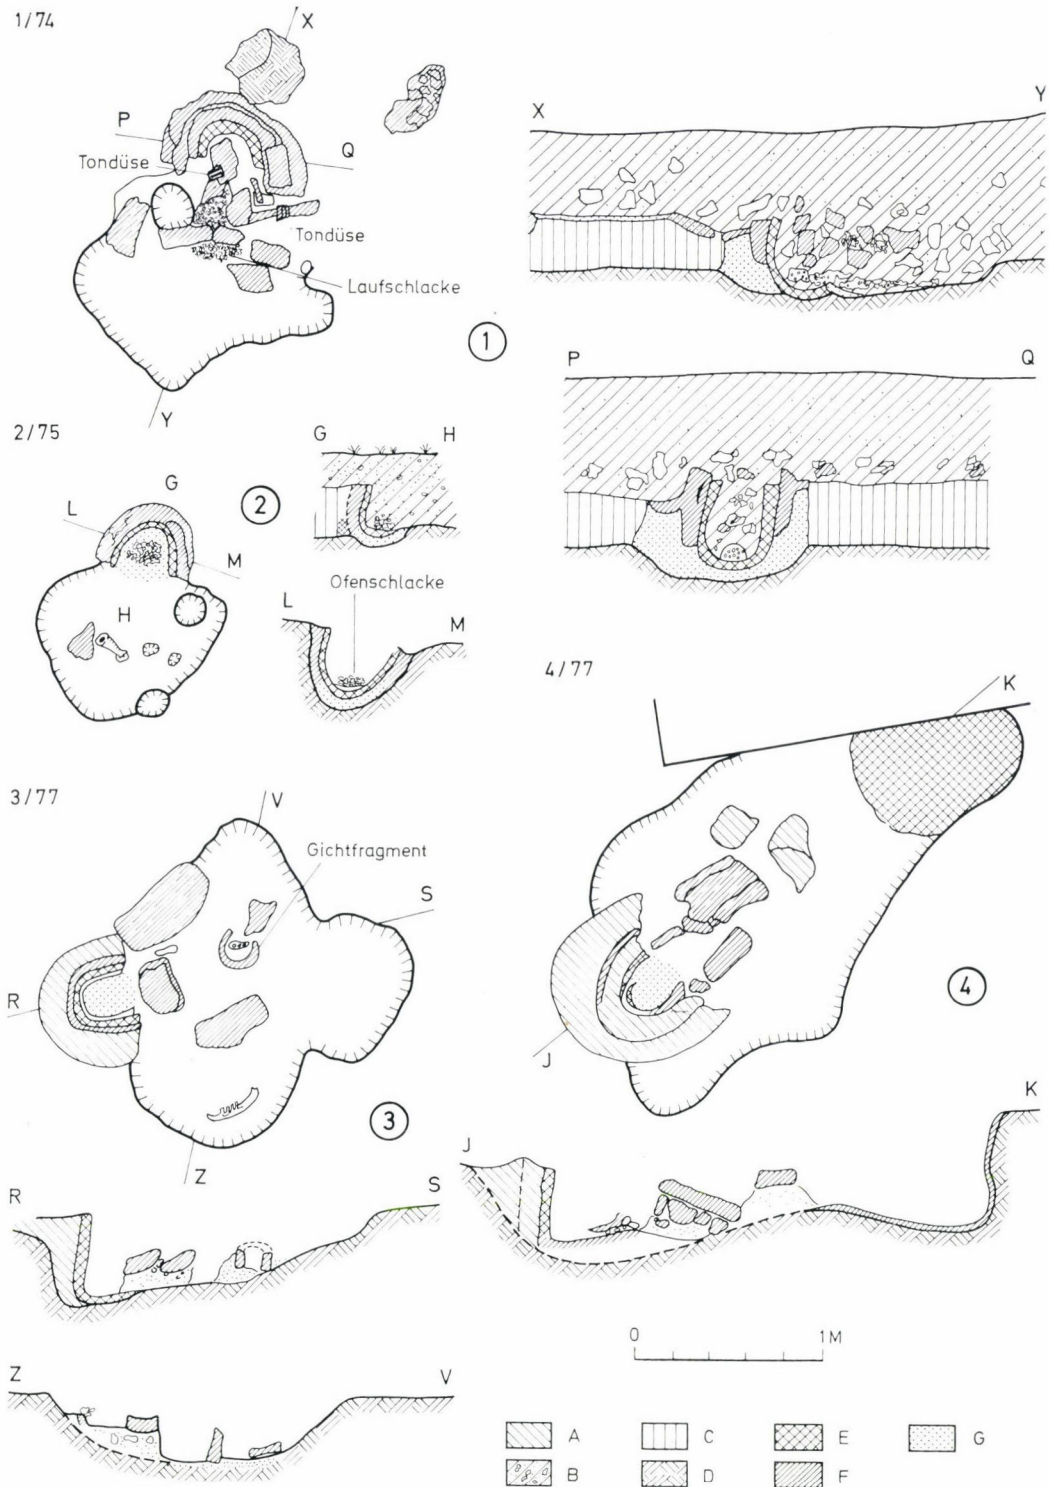 1/74
X
P
Q
Tondüse
Tondüse
Laufschlacke
Y
1
X
Y
P
Q
2/75
G
2
L
M
H
G
H
Ofenschlacke
L
M
3/77
V
Gichtfragment
S
R
Z
3
4/77
K
J
4
R
S
J
K
Z
V
0 1M
A C E G
B D F